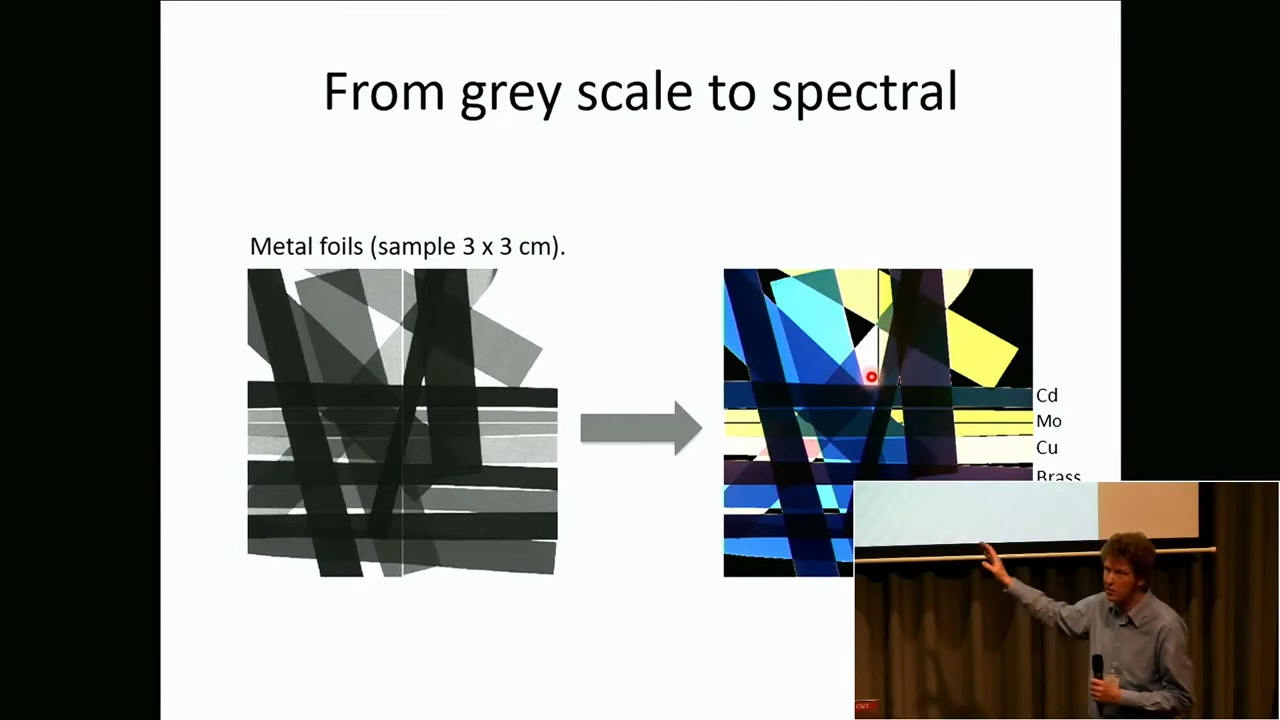 From grey scale to spectral
Metal foils (sample 3 x 3 cm).
Cd
Mo
Cu
Brass